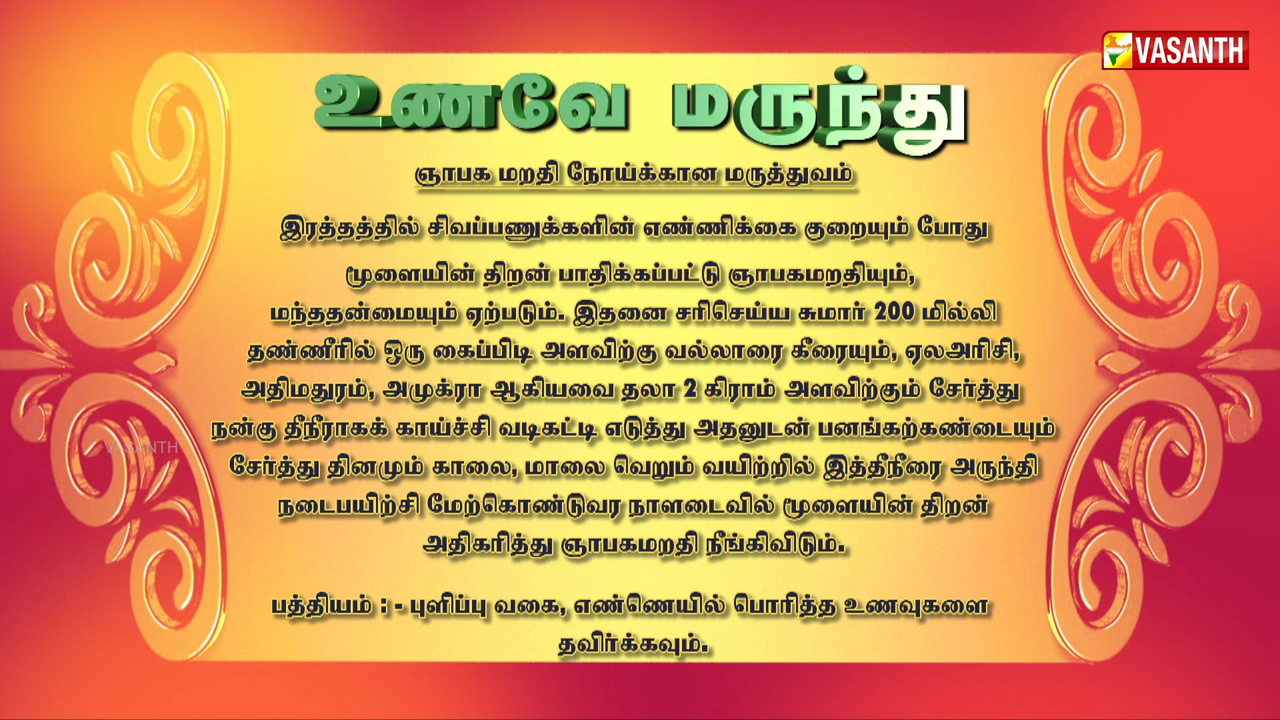 VASANTH
உணவே மருந்து
ஞாபக மறதி நோய்க்கான மருத்துவம்
இரத்தத்தில் சிவப்பணுக்களின் எண்ணிக்கை குறையும் போது
மூளையின் திறன் பாதிக்கப்பட்டு ஞாபகமறதியும்,
மந்ததன்மையும் ஏற்படும். இதனை சரிசெய்ய சுமார் 200 மில்லி
தண்ணீரில் ஒரு கைப்பிடி அளவிற்கு வல்லாரை கீரையும், ஏலஅரிசி,
அதிமதுரம், அமுக்ரா ஆகியவை தலா 2 கிராம் அளவிற்கும் சேர்த்து
நன்கு தீநீராகக் காய்ச்சி வடிகட்டி எடுத்து அதனுடன் பனங்கற்கண்டையும்
சேர்த்து தினமும் காலை, மாலை வெறும் வயிற்றில் இத்தீநீரை அருந்தி
நடைபயிற்சி மேற்கொண்டுவர நாளடைவில் மூளையின் திறன்
அதிகரித்து ஞாபகமறதி நீங்கிவிடும்.
பத்தியம் : - புளிப்பு வகை, எண்ணெயில் பொரித்த உணவுகளை
தவிர்க்கவும்.
VASANTH